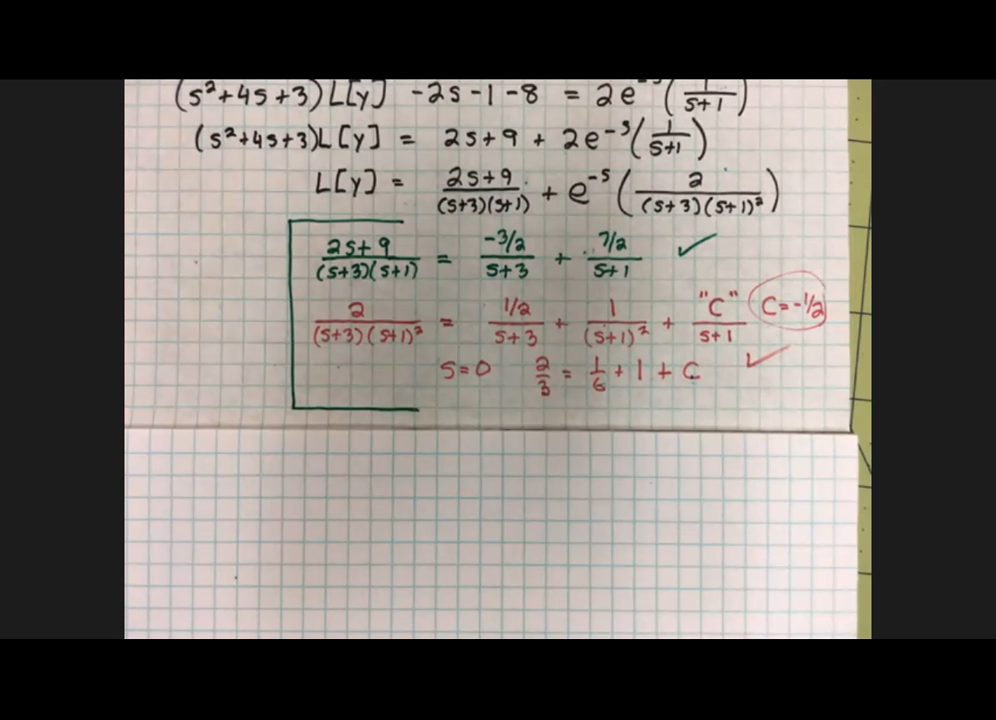 (s²+4s+3)L[y] -2s-1-8 = 2e⁻ˢ(1/(s+1))
(s²+4s+3)L[y] = 2s+9 + 2e⁻ˢ(1/(s+1))
L[y] = (2s+9)/((s+3)(s+1)) + e⁻ˢ(2/((s+3)(s+1)²))
(2s+9)/((s+3)(s+1)) = (-3/2)/(s+3) + (7/2)/(s+1) ✓
2/((s+3)(s+1)²) = (1/2)/(s+3) + 1/(s+1)² + "C"/(s+1) C=-1/2
s=0 2/3 = 1/6 + 1 + C ✓